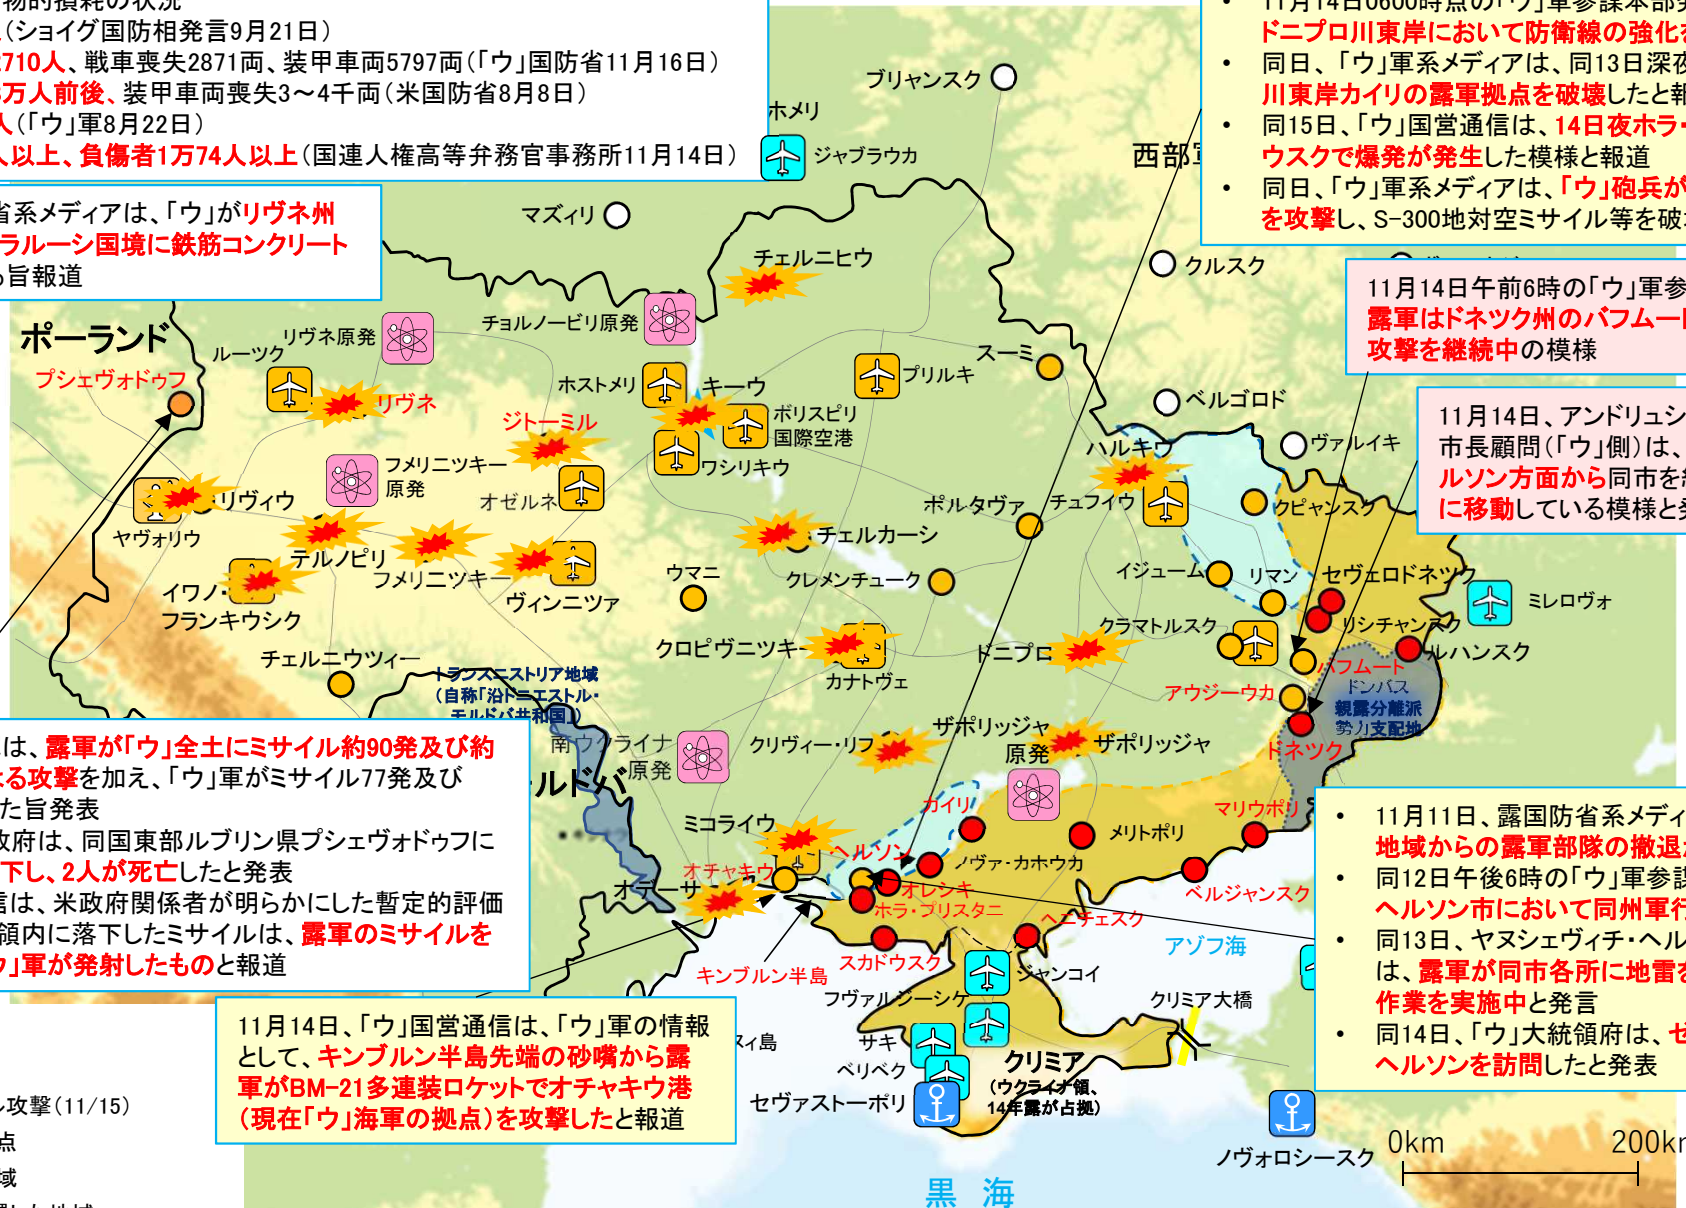 物的損耗の状況
(ショイグ国防相発言9月21日)
710人、戦車喪失2871両、装甲車両5797両(「ウ」国防省11月16日)
万人前後、装甲車両喪失3～4千両(米国防省8月8日)
人(「ウ」軍8月22日)
人以上、負傷者1万74人以上(国連人権高等弁務官事務所11月14日)
省系メディアは、「ウ」がリヴネ州
ラルーシ国境に鉄筋コンクリート
る旨報道
• 11月14日0600時点の「ウ」軍参謀本部発
ドニプロ川東岸において防衛線の強化を
• 同日、「ウ」軍系メディアは、同13日深夜
川東岸カイリの露軍拠点を破壊したと報
• 同15日、「ウ」国営通信は、14日夜ホラ・
ウスクで爆発が発生した模様と報道
• 同日、「ウ」軍系メディアは、「ウ」砲兵が
を攻撃し、S-300地対空ミサイル等を破
11月14日午前6時の「ウ」軍参
露軍はドネツク州のバフムート
攻撃を継続中の模様
11月14日、アンドリュシ
市長顧問(「ウ」側)は、
ルソン方面から同市を経
に移動している模様と発
ブリャンスク
ホメリ
ジャブラウカ
西部軍
マズィリ
チェルニヒウ
クルスク
ポーランド
プシェヴォドゥフ
ルーツク
リヴネ原発
チョルノービリ原発
スーミ
ホストメリ
キーウ
プリルキ
ベルゴロド
リヴネ
ジトーミル
ボリスピリ
国際空港
ハルキウ
ヴァルイキ
フメリニツキー
原発
ワシリキウ
オゼルネ
リヴィウ
ヤヴォリウ
ポルタヴァ
チュフイウ
クピャンスク
テルノピリ
フメリニツキー
チェルカーシ
イワノ・
フランキウシク
ヴィンニツァ
ウマニ
クレメンチューク
イジューム
リマン
セヴェロドネツク
ミレロヴォ
リシチャンスク
クラマトルスク
ルハンスク
チェルニウツィー
クロピヴニツキー
ドニプロ
バフムート
カナトヴェ
アウジーウカ
ドンバス
親露分離派
勢力支配地
トランスニストリア地域
(自称「沿ドニエストル・
モルドバ共和国」)
南ウクライナ
原発
クリヴィー・リフ
ザポリッジャ
原発
ザポリッジャ
ドネツク
は、露軍が「ウ」全土にミサイル約90発及び約
よる攻撃を加え、「ウ」軍がミサイル77発及び
た旨発表
政府は、同国東部ルブリン県プシェヴォドゥフに
下し、2人が死亡したと発表
信は、米政府関係者が明らかにした暫定的評価
領内に落下したミサイルは、露軍のミサイルを
ウ」軍が発射したものと報道
ルドバ
カイリ
マリウポリ
ミコライウ
メリトポリ
ヘルソン
ノヴァ・カホウカ
オチャキウ
オデーサ
オレシキ
ホラ・プリスタニ
ベルジャンスク
ヘニチェスク
スカドウスク
アゾフ海
キンブルン半島
ジャンコイ
フヴァルジーシケ
クリミア大橋
• 11月11日、露国防省系メディ
地域からの露軍部隊の撤退
• 同12日午後6時の「ウ」軍参謀
ヘルソン市において同州軍行
• 同13日、ヤヌシェヴィチ・ヘル
は、露軍が同市各所に地雷を
作業を実施中と発言
• 同14日、「ウ」大統領府は、ゼ
ヘルソンを訪問したと発表
11月14日、「ウ」国営通信は、「ウ」軍の情報
として、キンブルン半島先端の砂嘴から露
軍がBM-21多連装ロケットでオチャキウ港
(現在「ウ」海軍の拠点)を攻撃したと報道
ィ島
サキ
ベリベク
セヴァストーポリ
クリミア
(ウクライナ領、
14年露が占拠)
ノヴォロシースク
0km
200km
ル攻撃(11/15)
点
域
した地域
黒 海